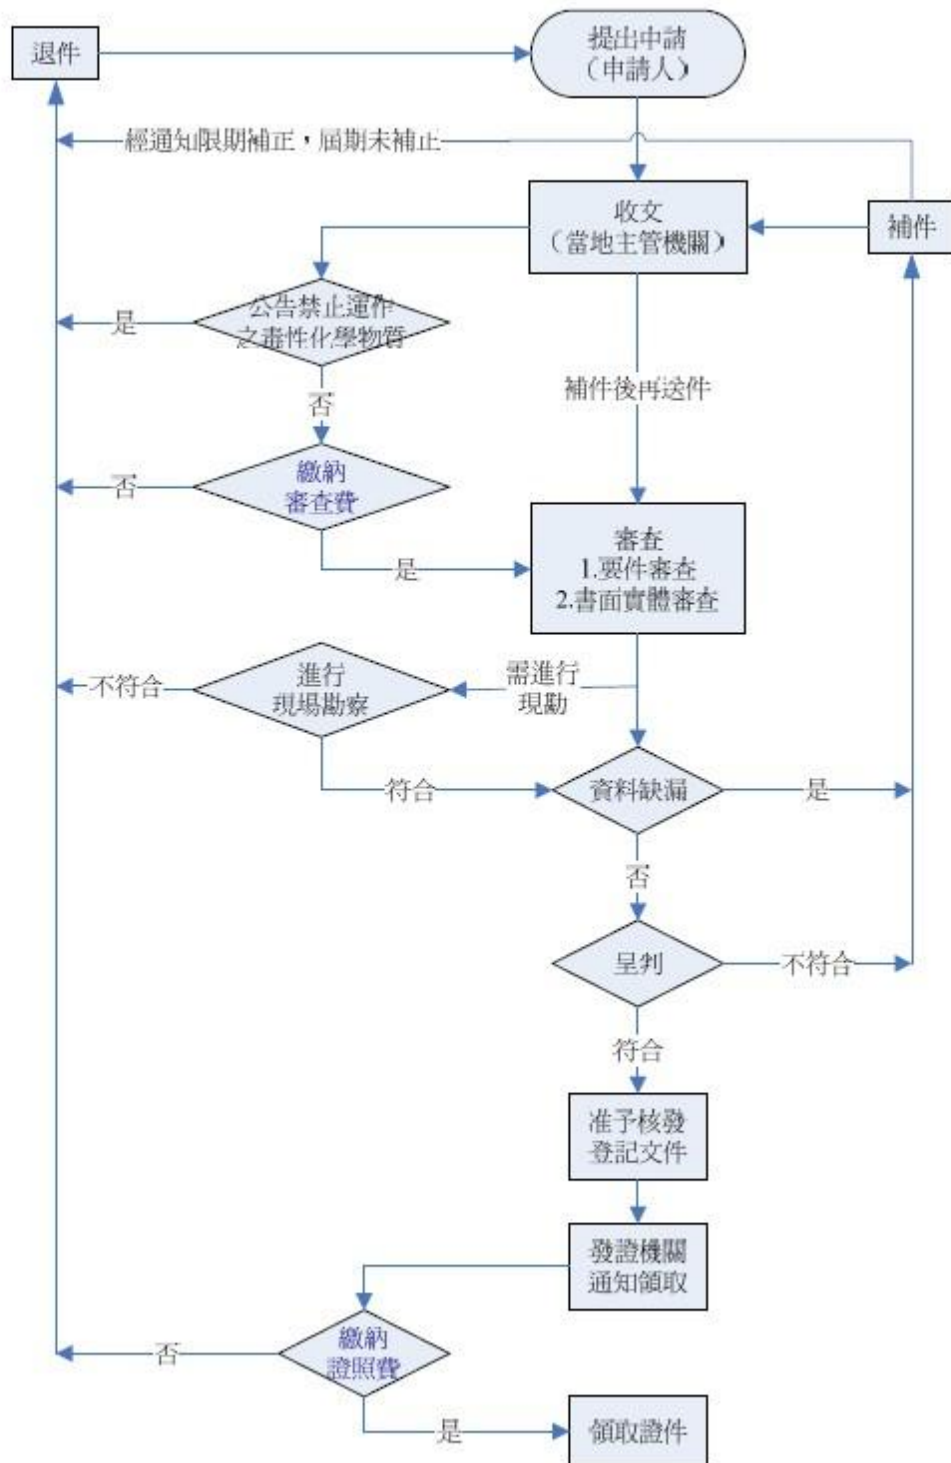 退件
提出申請
（申請人）
經通知限期補正，屆期未補正
收文
（當地主管機關）
補件
公告禁止運作
之毒性化學物質
是
否
補件後再送件
繳納
審查費
否
是
審查
1.要件審查
2.書面實體審查
進行
現場勘察
不符合
需進行
現勘
符合
資料缺漏
是
否
呈判
不符合
符合
准予核發
登記文件
發證機關
通知領取
繳納
證照費
否
是
領取證件